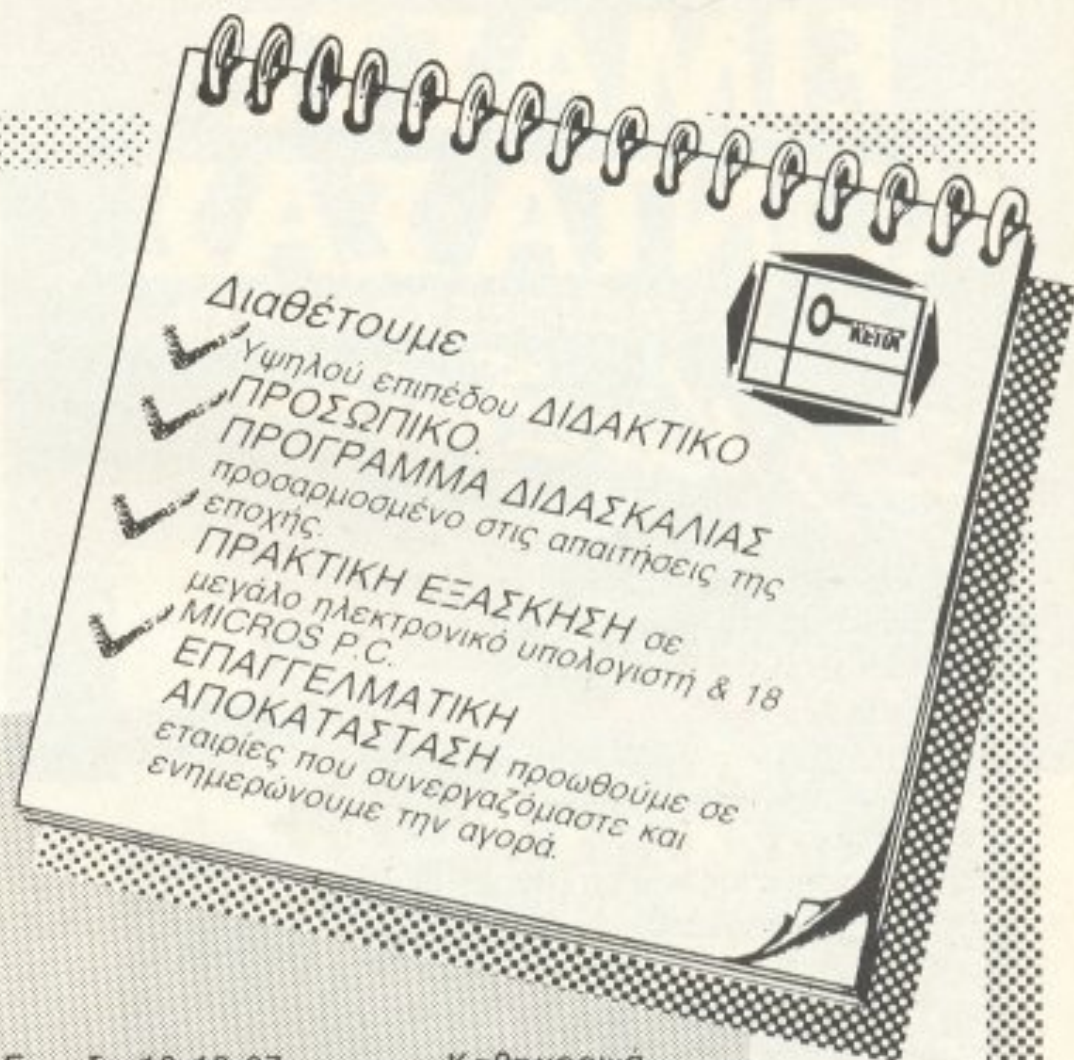 Διαθέτουμε
Υψηλού επιπέδου ΔΙΔΑΚΤΙΚΟ
ΠΡΟΣΩΠΙΚΟ.
ΠΡΟΓΡΑΜΜΑ ΔΙΔΑΣΚΑΛΙΑΣ
προσαρμοσμένο στις απαιτήσεις της
εποχής.
ΠΡΑΚΤΙΚΗ ΕΞΑΣΚΗΣΗ σε
μεγάλο ηλεκτρονικό υπολογιστή & 18
MICROS P.C.
ΕΠΑΓΓΕΛΜΑΤΙΚΗ
ΑΠΟΚΑΤΑΣΤΑΣΗ προωθούμε σε
εταιρίες που συνεργαζόμαστε και
ενημερώνουμε την αγορά.